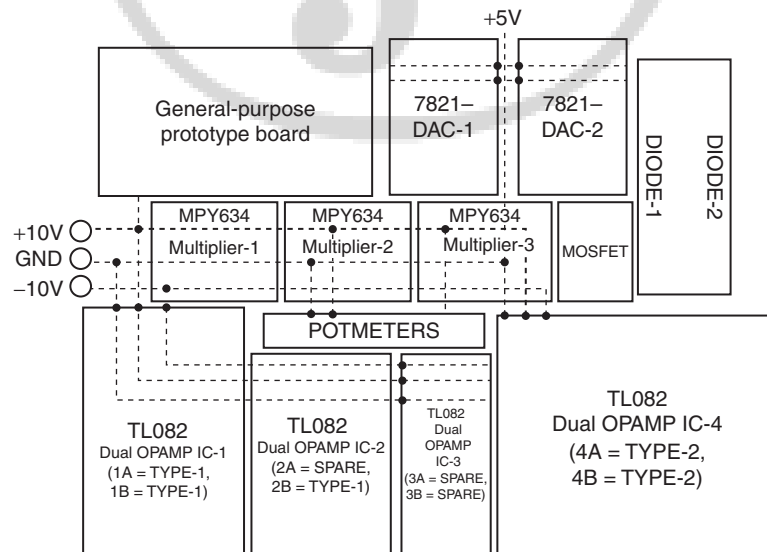 +5V
General-purpose
prototype board
7821–
DAC-1
7821–
DAC-2
DIODE-1
DIODE-2
+10V
GND
–10V
MPY634
Multiplier-1
MPY634
Multiplier-2
MPY634
Multiplier-3
MOSFET
POTMETERS
TL082
Dual OPAMP IC-1
(1A = TYPE-1,
1B = TYPE-1)
TL082
Dual OPAMP IC-2
(2A = SPARE,
2B = TYPE-1)
TL082
Dual
OPAMP
IC-3
(3A = SPARE,
3B = SPARE)
TL082
Dual OPAMP IC-4
(4A = TYPE-2,
4B = TYPE-2)